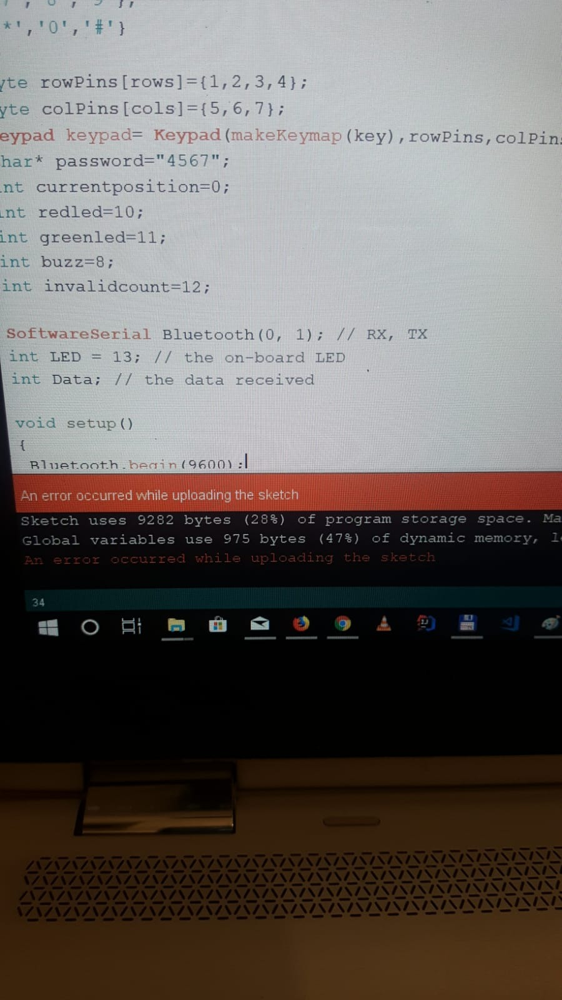 *','0','#'}
yte rowPins[rows]={1,2,3,4};
yte colPins[cols]={5,6,7};
eypad keypad= Keypad(makeKeymap(key),rowPins,colPins
har* password="4567";
int currentposition=0;
int redled=10;
int greenled=11;
int buzz=8;
int invalidcount=12;
SoftwareSerial Bluetooth(0, 1); // RX, TX
int LED = 13; // the on-board LED
int Data; // the data received
void setup()
{
Bluetooth.begin(9600);
An error occurred while uploading the sketch
Sketch uses 9282 bytes (28%) of program storage space. Ma
Global variables use 975 bytes (47%) of dynamic memory, le
An error occurred while uploading the sketch
34